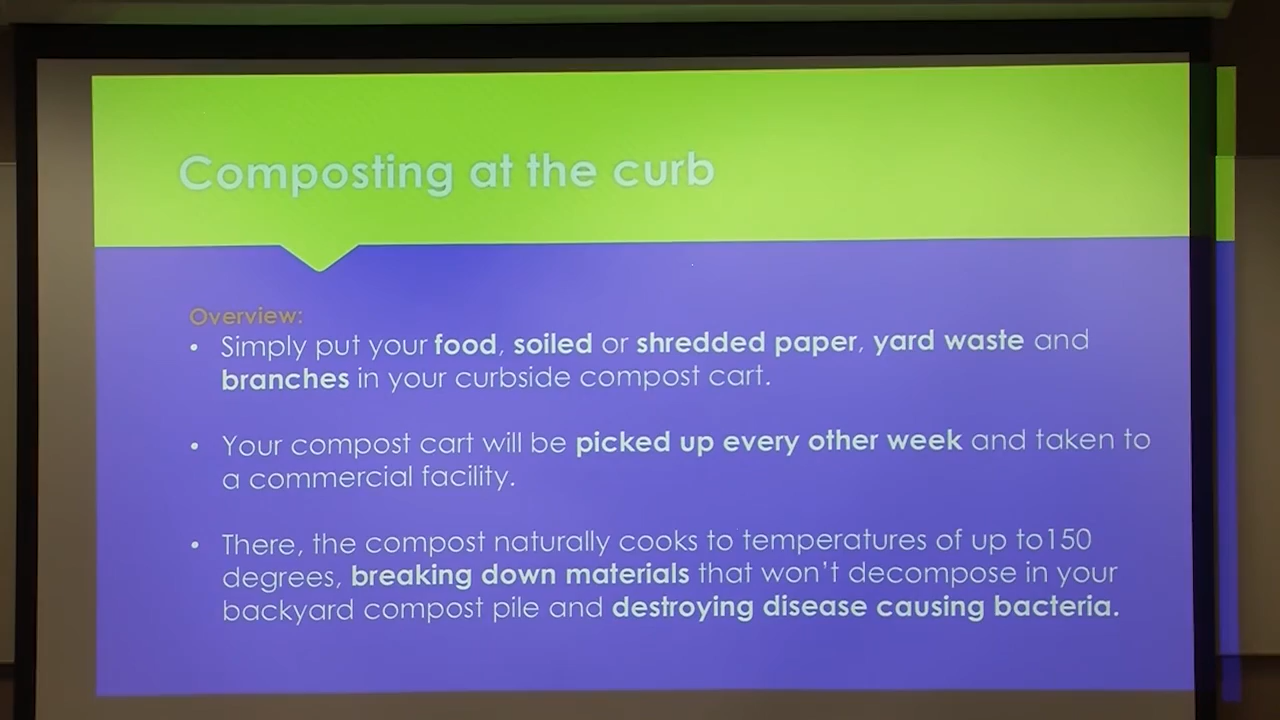 Composting at the curb
Overview:
• Simply put your food, soiled or shredded paper, yard waste and
branches in your curbside compost cart.
• Your compost cart will be picked up every other week and taken to
a commercial facility.
• There, the compost naturally cooks to temperatures of up to150
degrees, breaking down materials that won't decompose in your
backyard compost pile and destroying disease causing bacteria.